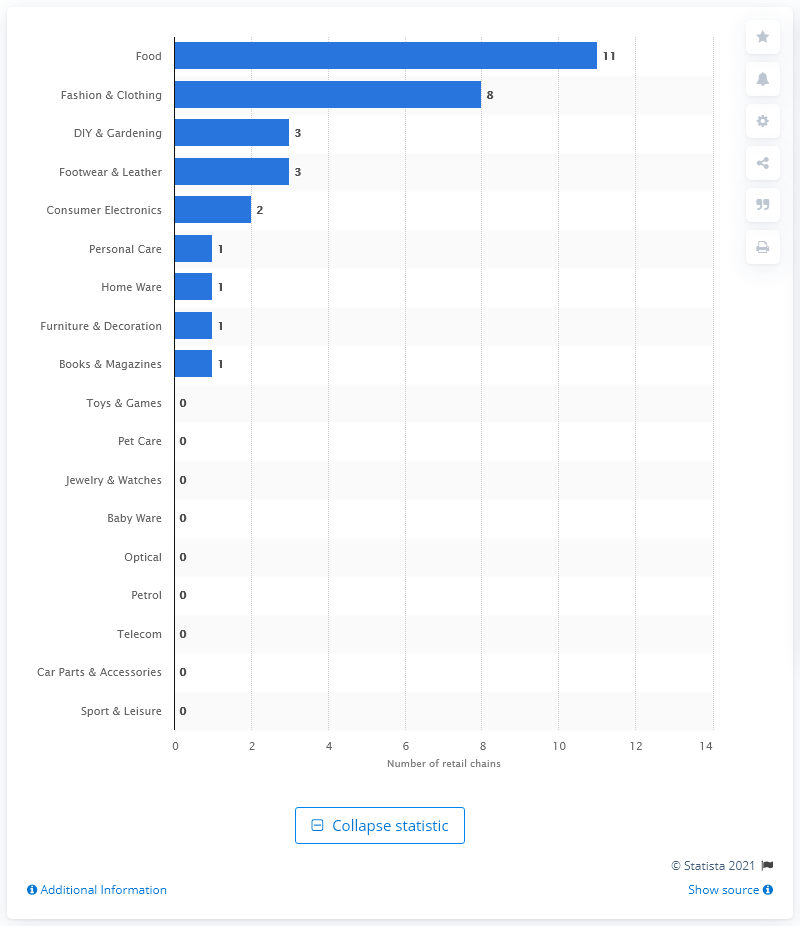 Food 11
Fashion & Clothing 8
DIY & Gardening 3
Footwear & Leather 3
Consumer Electronics 2
Personal Care 1
Home Ware 1
Furniture & Decoration 1
Books & Magazines 1
Toys & Games 0
Pet Care 0
Jewelry & Watches 0
Baby Ware 0
Optical 0
Petrol 0
Telecom 0
Car Parts & Accessories 0
Sport & Leisure 0
0 2 4 6 8 10 12 14
Number of retail chains
Collapse statistic
© Statista 2021
Additional Information Show source